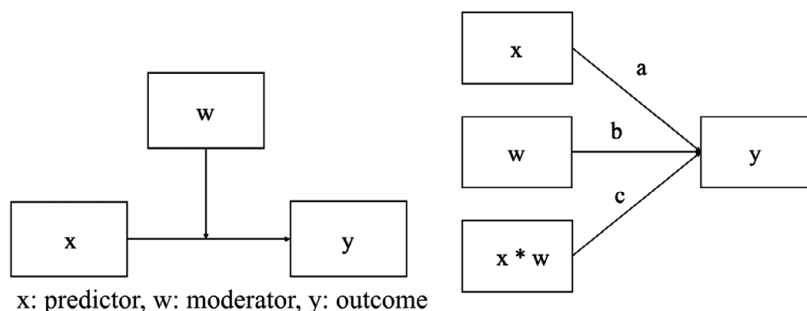 w
x
y
x: predictor, w: moderator, y: outcome
x
a
w
b
y
c
x * w